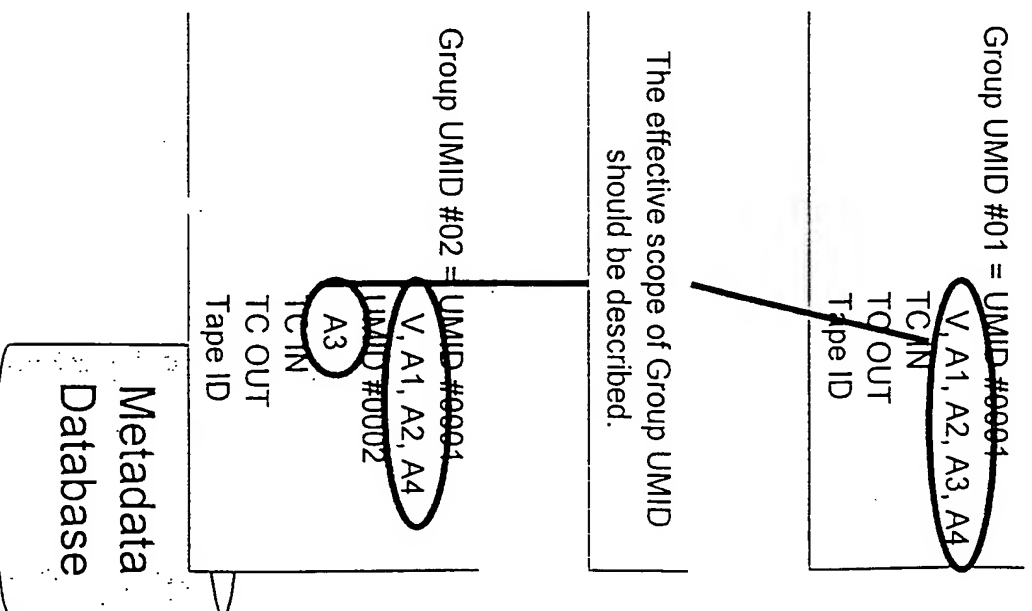 Group UMID #01 = UMID #0001
V, A1, A2, A3, A4
TC IN
TC OUT
Tape ID
The effective scope of Group UMID
should be described.
Group UMID #02 = UMID #0001
V, A1, A2, A4
UMID #0002
A3
TC IN
TC OUT
Tape ID
Metadata
Database